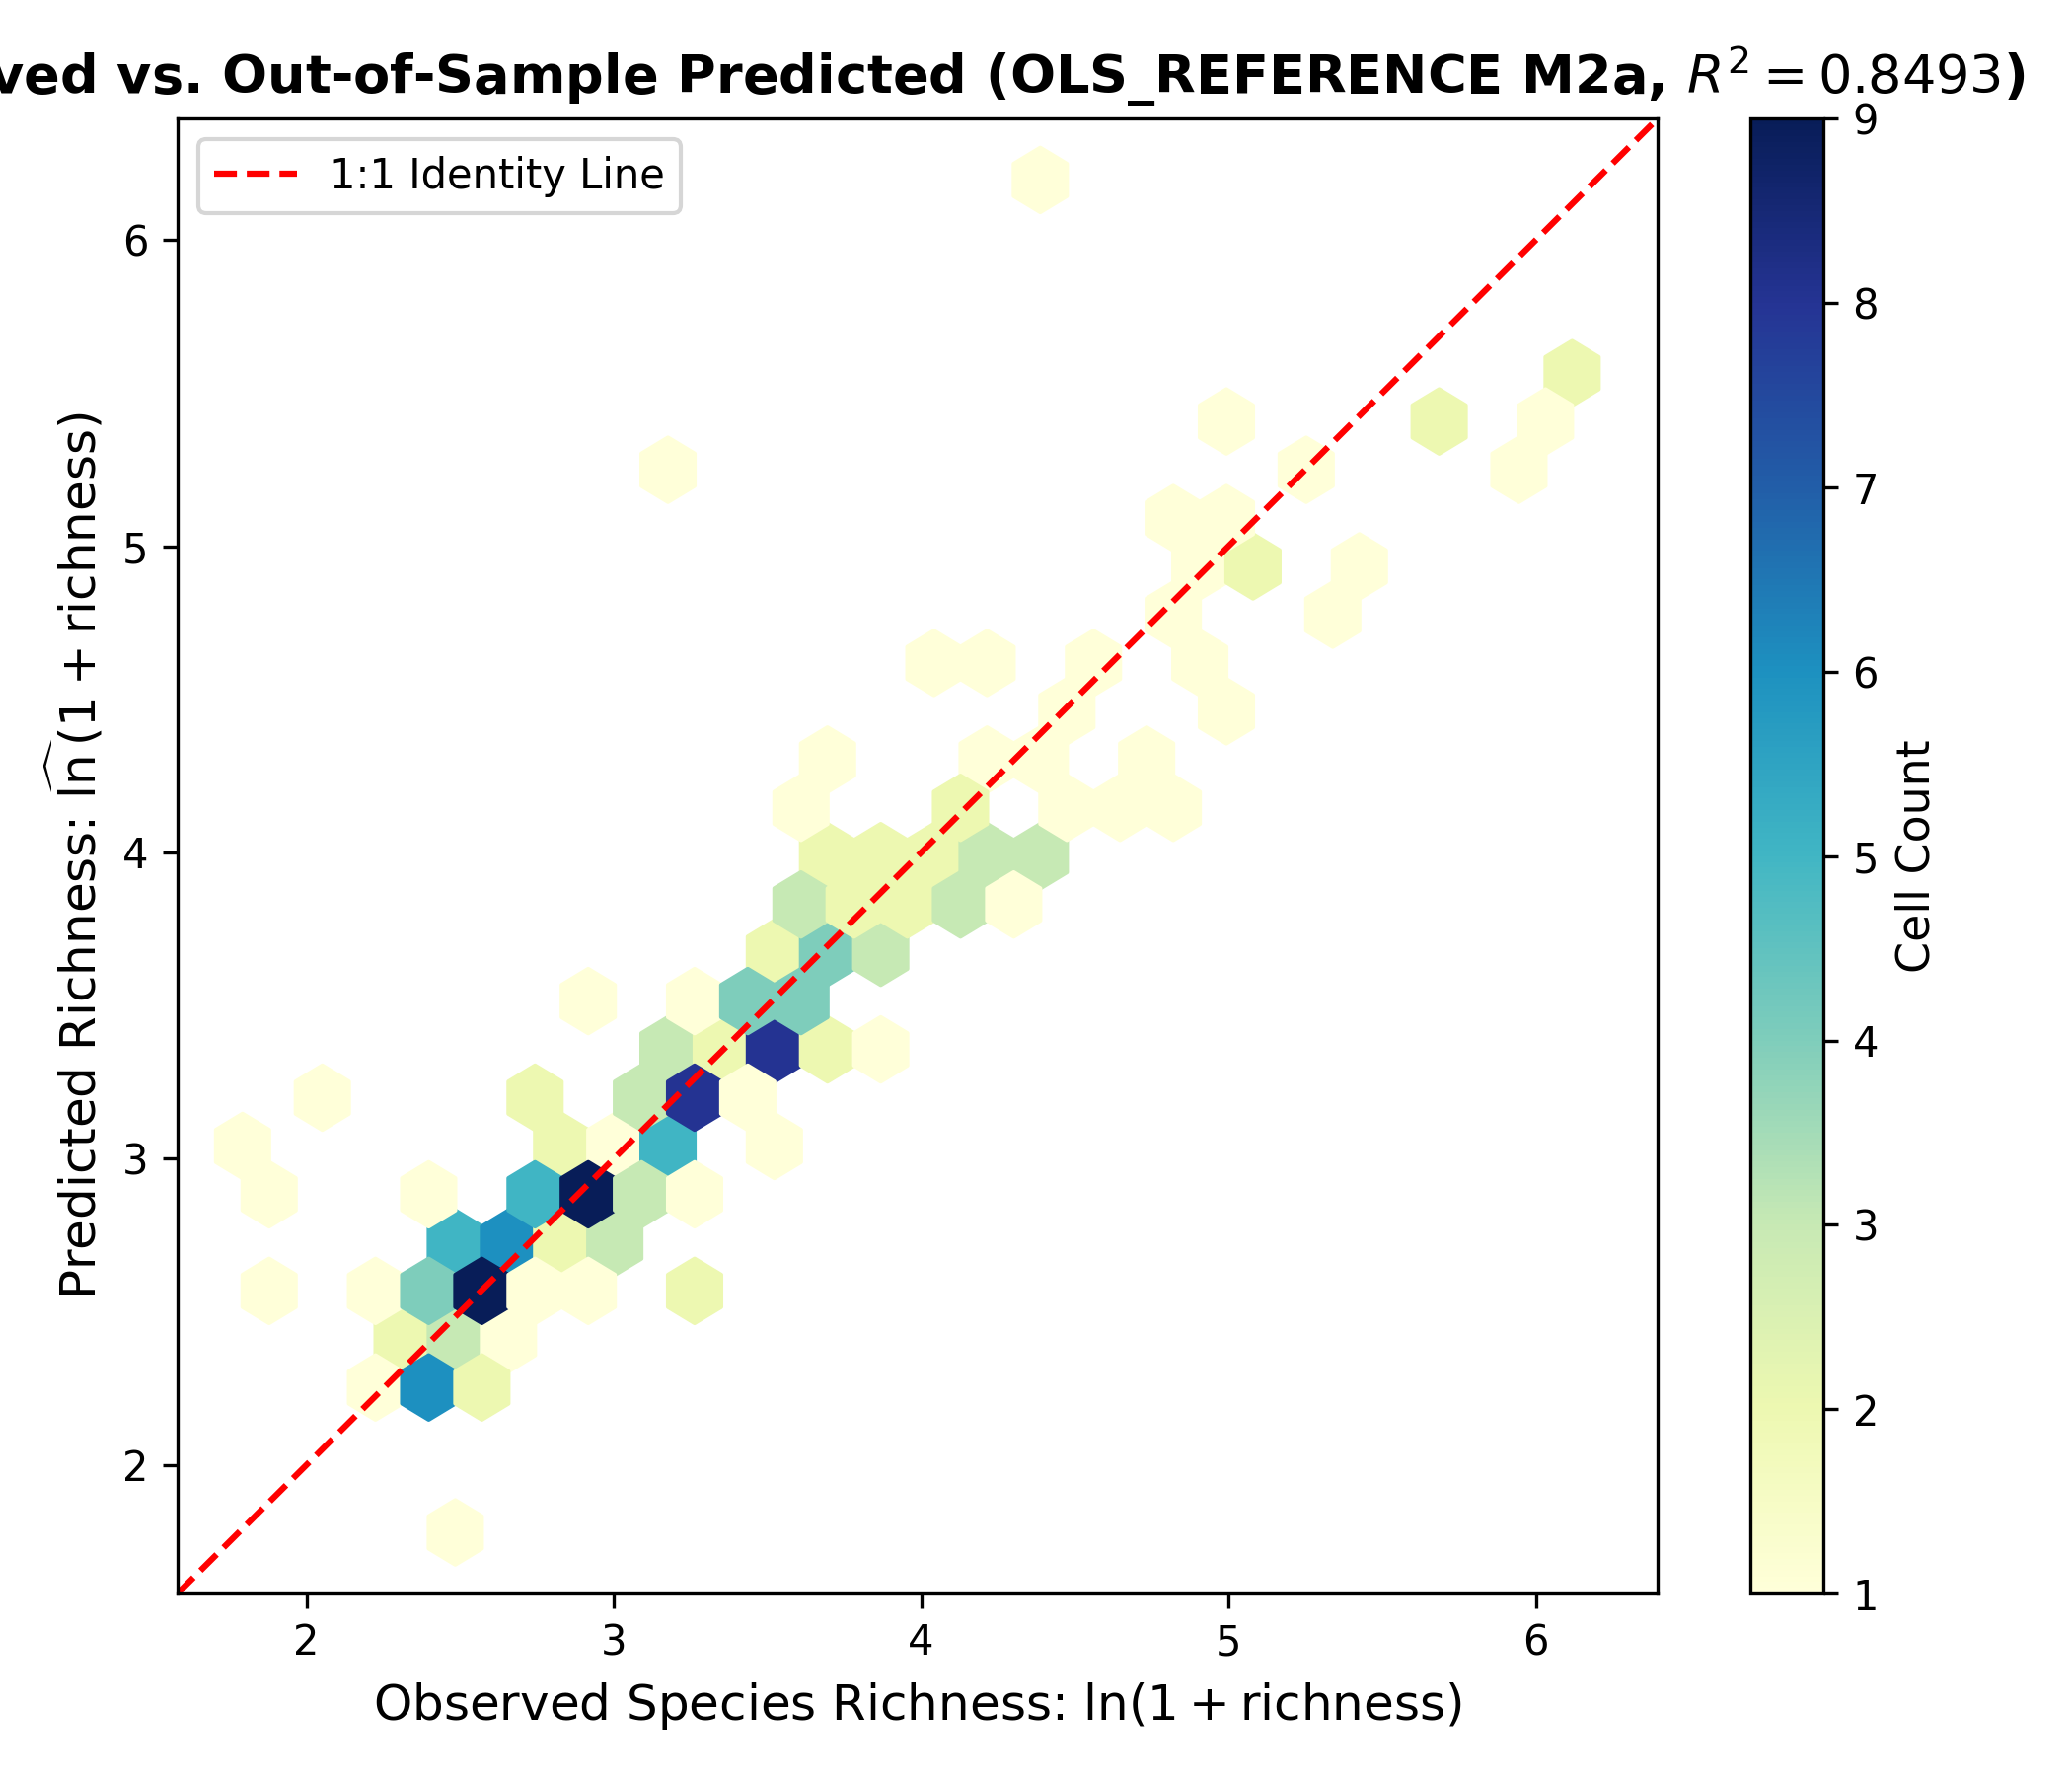 vs. Out-of-Sample Predicted (OLS_REFERENCE M2a, R² = 0.8493)
1:1 Identity Line
6
5
4
3
2
Predicted Richness: l̂n(1 + richness)
2 3 4 5 6
Observed Species Richness: ln(1 + richness)
9
8
7
6
5
4
3
2
1
Cell Count